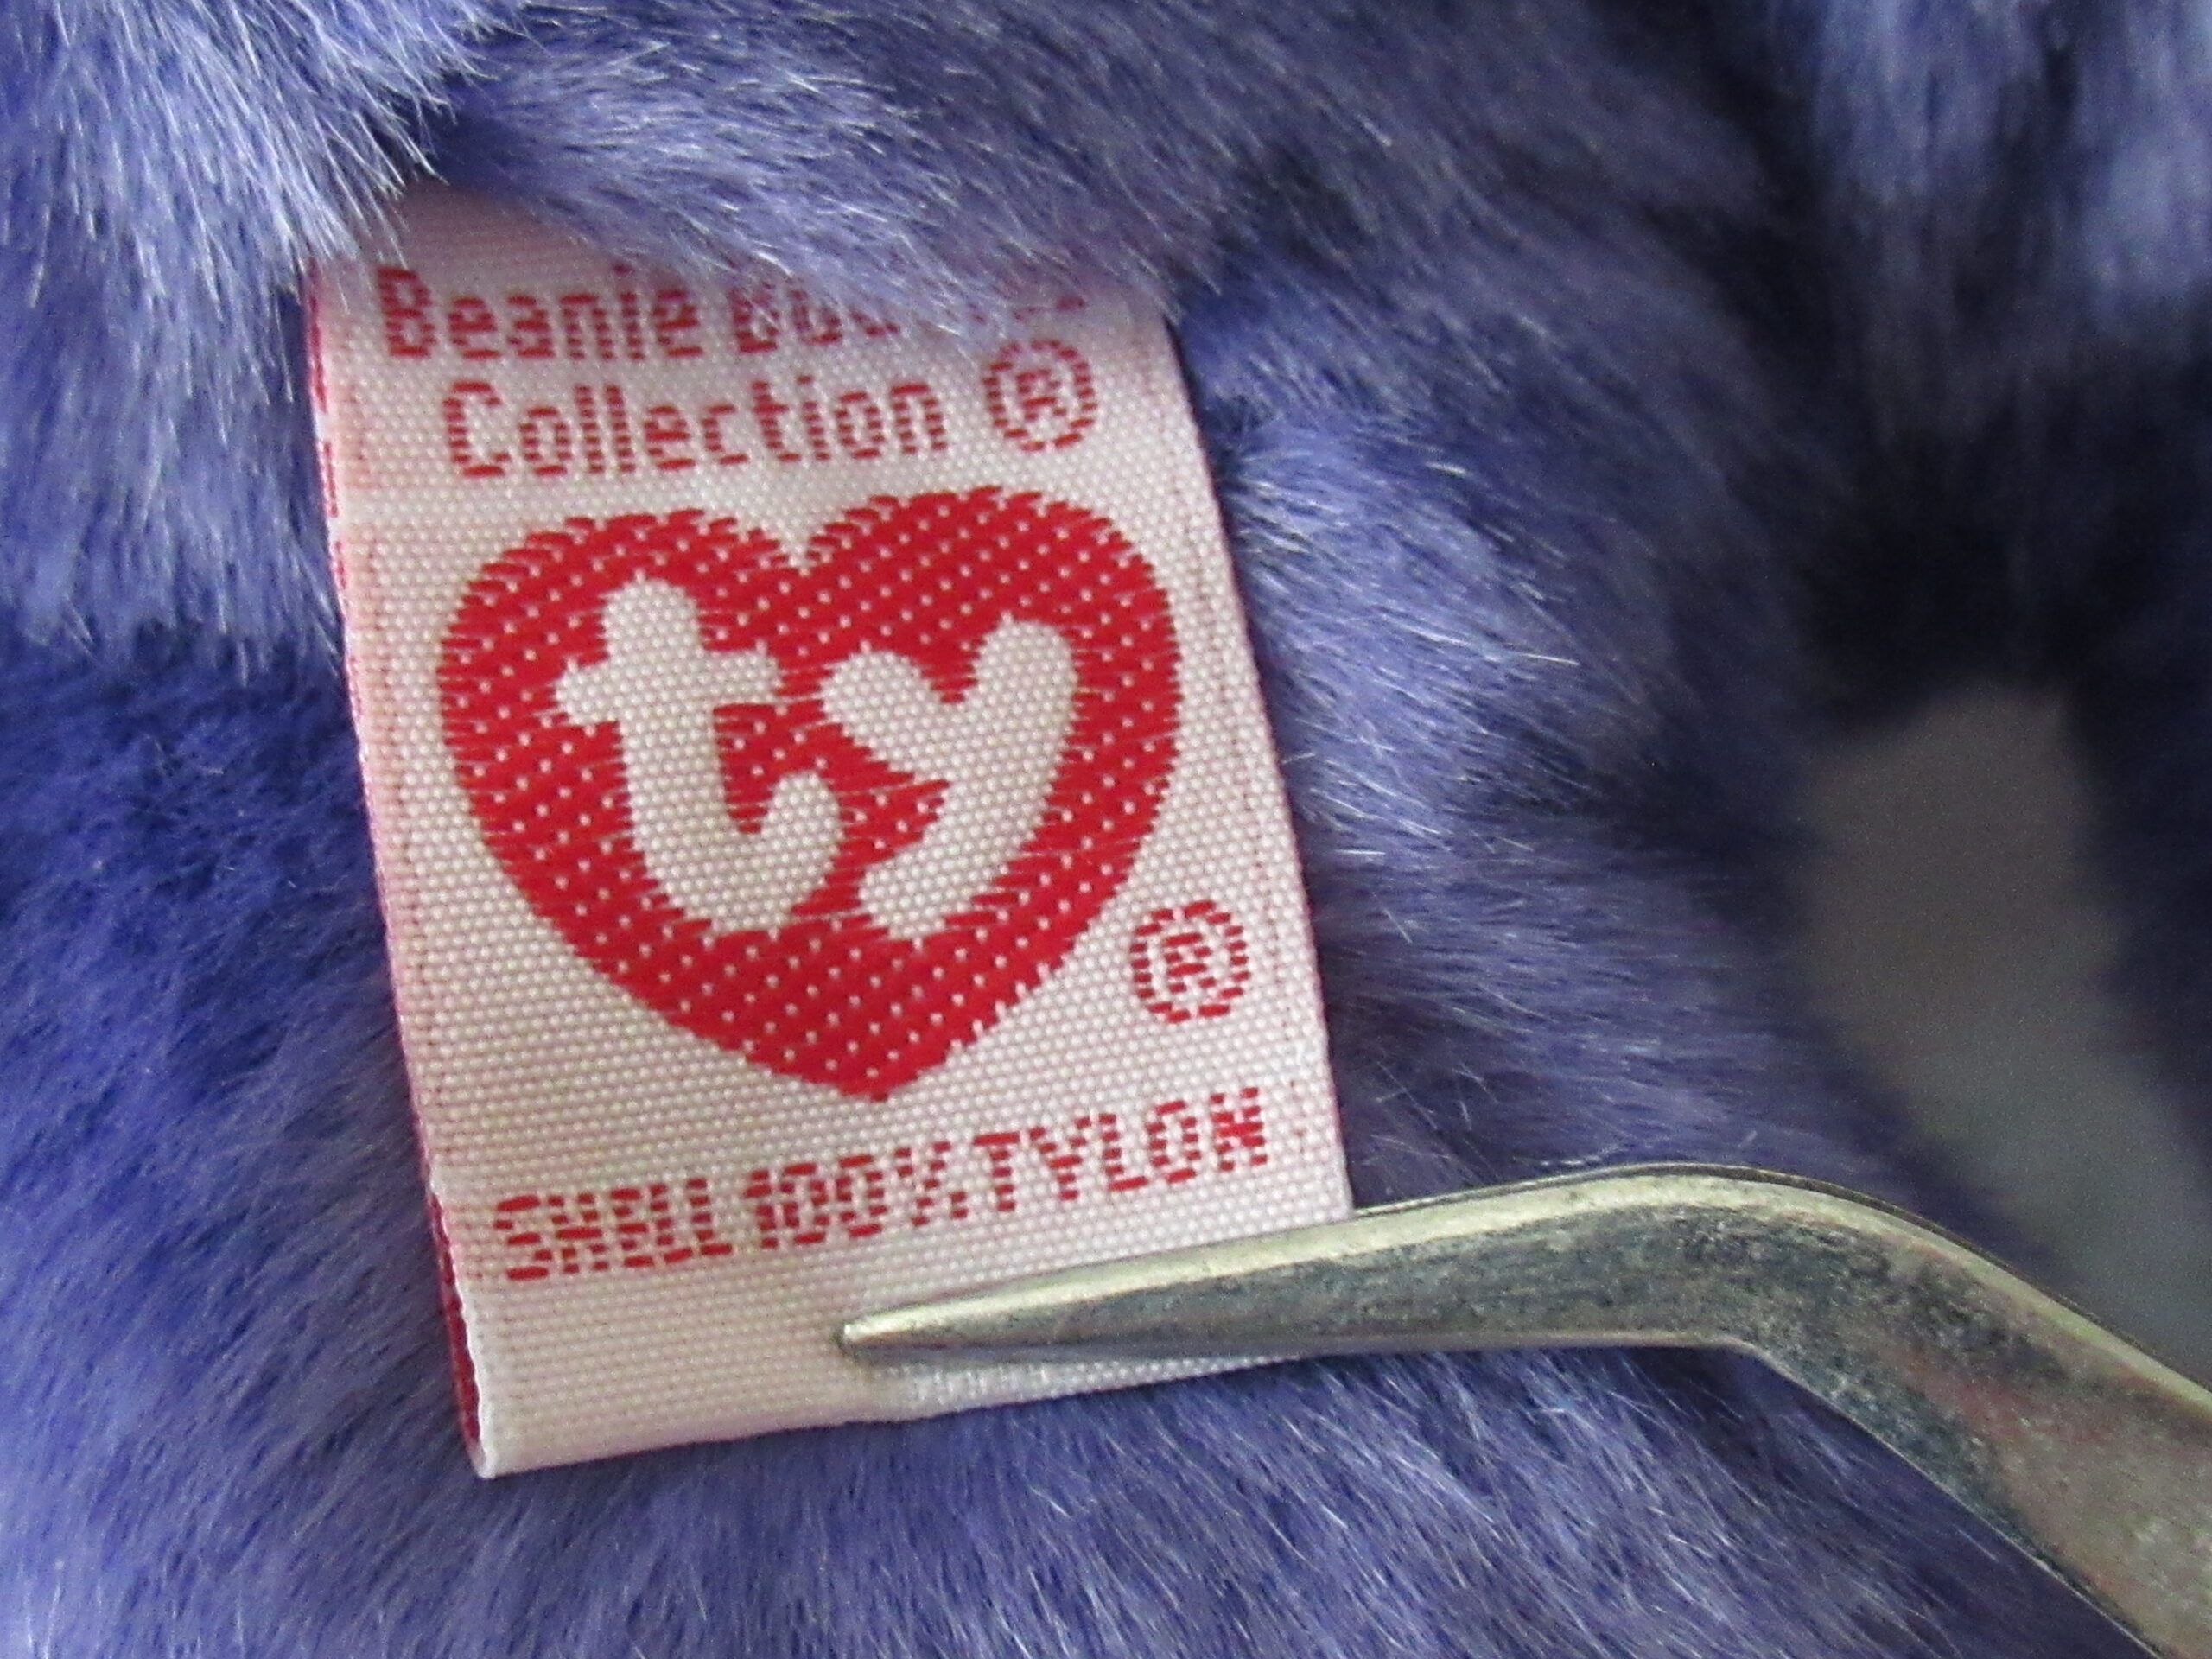 Beanie
Collection ®
ty
®
SHELL 100% TYLON